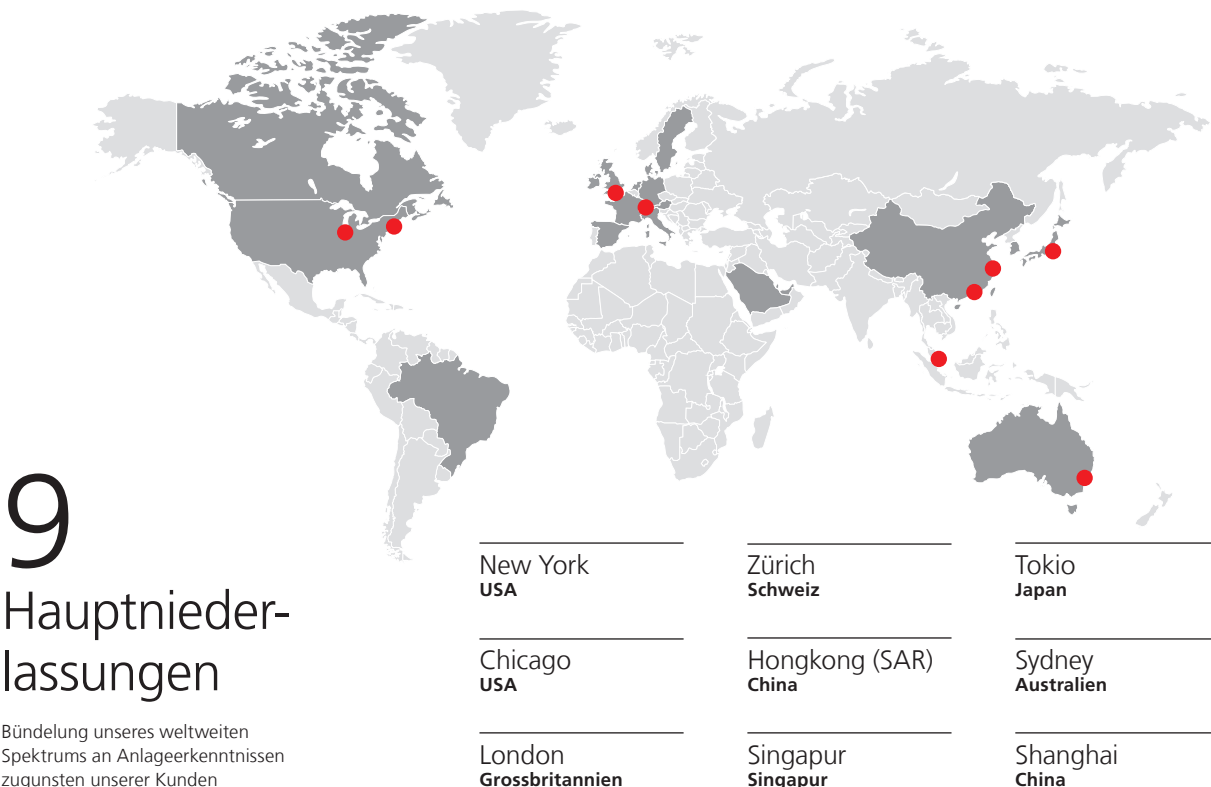 9
Hauptnieder-
lassungen
Bündelung unseres weltweiten
Spektrums an Anlageerkenntnissen
zugunsten unserer Kunden
New York
USA
Zürich
Schweiz
Tokio
Japan
Chicago
USA
Hongkong (SAR)
China
Sydney
Australien
London
Grossbritannien
Singapur
Singapur
Shanghai
China